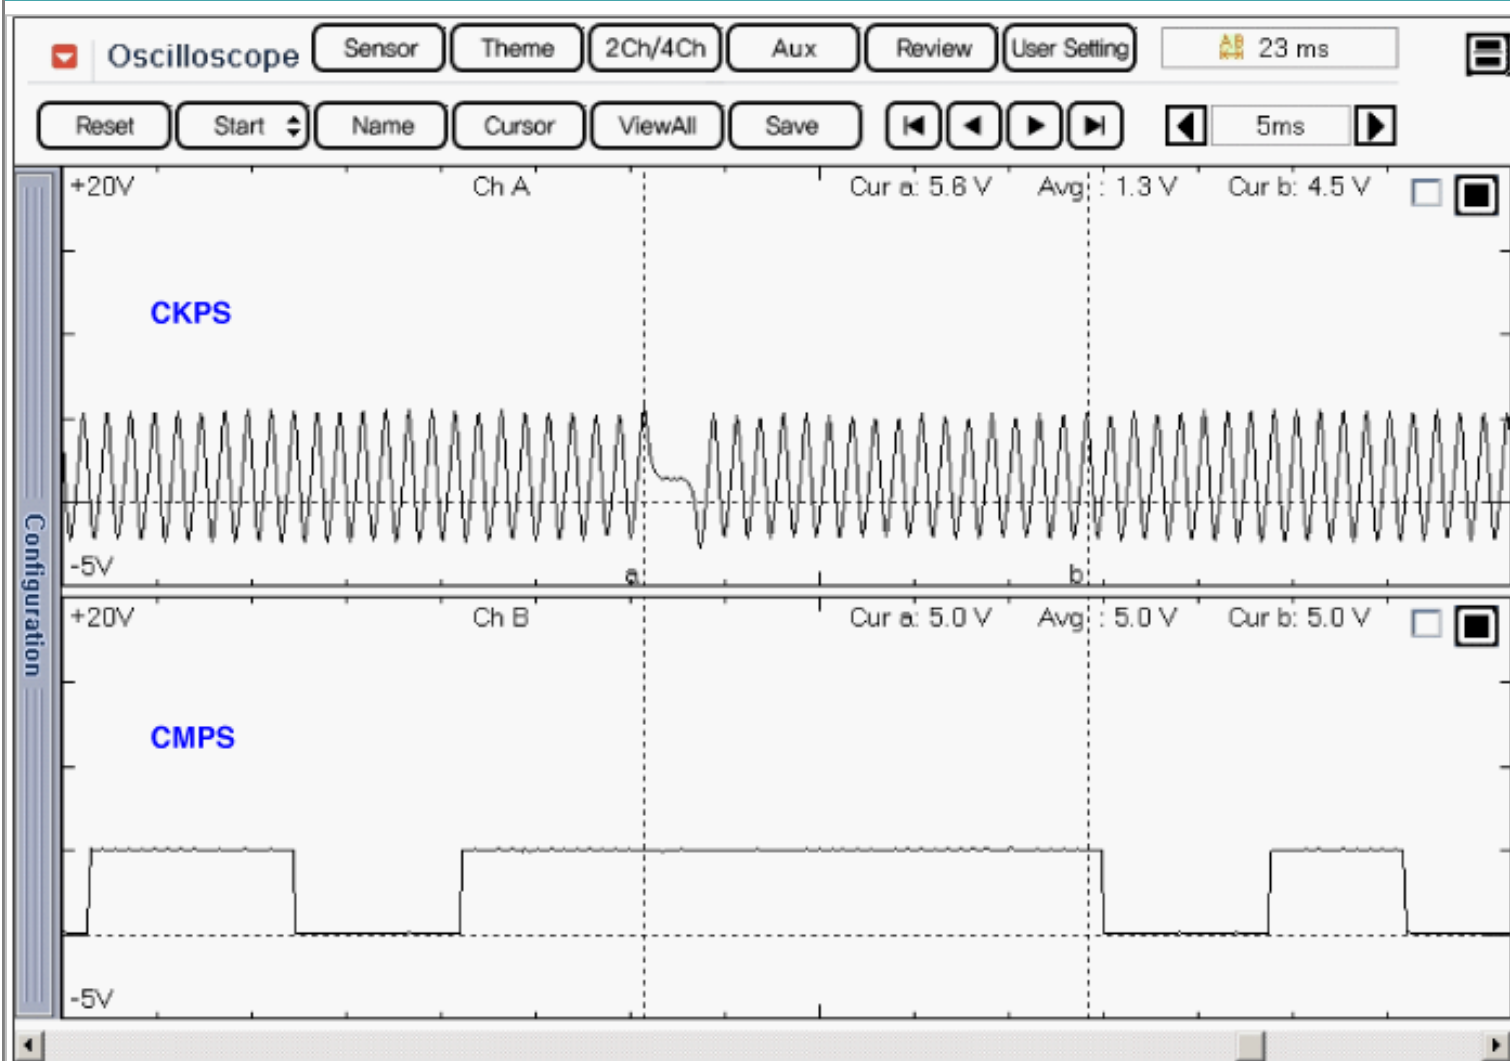 Oscilloscope Sensor Theme 2Ch/4Ch Aux Review User Setting 23 ms
Reset Start Name Cursor ViewAll Save 5ms
+20V Ch A Cur a: 5.6 V Avg : 1.3 V Cur b: 4.5 V
CKPS
-5V a b
+20V Ch B Cur a: 5.0 V Avg : 5.0 V Cur b: 5.0 V
CMPS
-5V
Configuration